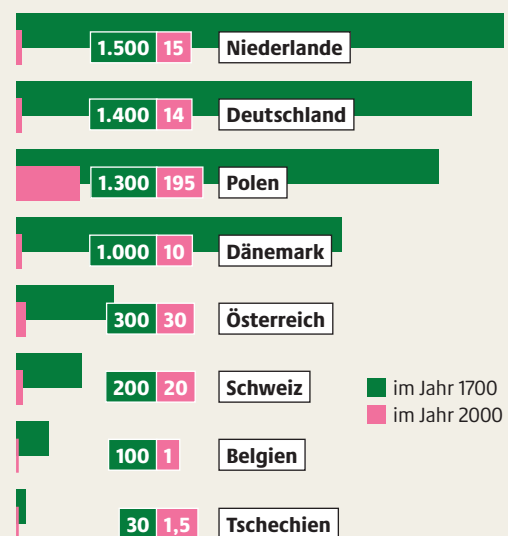 1.500 15 Niederlande
1.400 14 Deutschland
1.300 195 Polen
1.000 10 Dänemark
300 30 Österreich
200 20 Schweiz
im Jahr 1700
im Jahr 2000
100 1 Belgien
30 1,5 Tschechien